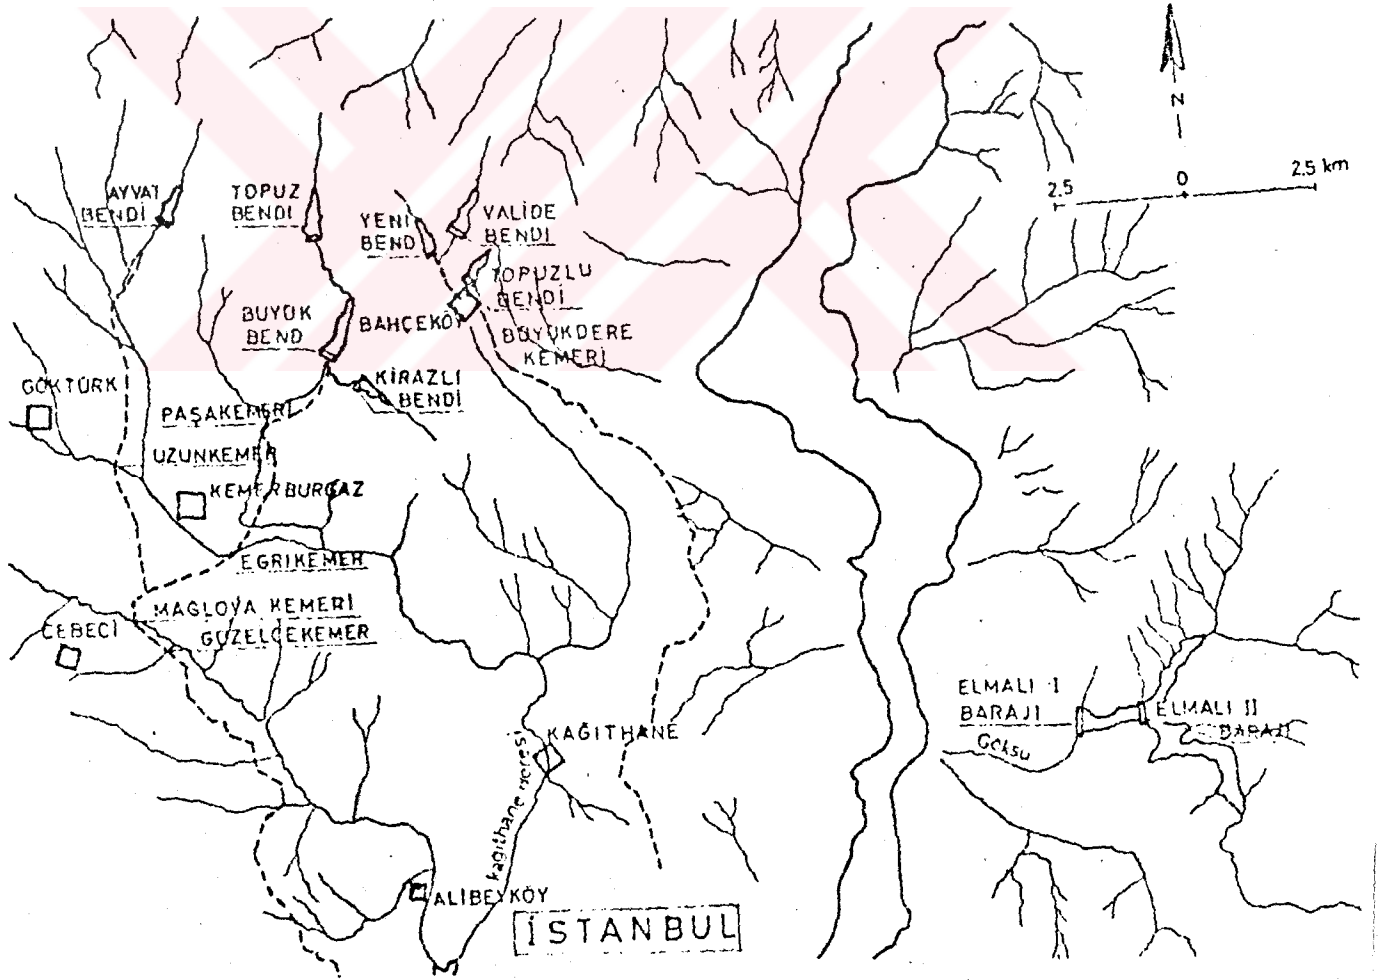 N
2.5 0 2.5 km
AYVAT
BENDİ
TOPUZ
BENDI
YENİ
BEND
VALİDE
BENDİ
TOPUZLU
BENDİ
BÜYÜK
BEND
BAHÇEKÖY
BÜYÜKDERE
KEMERİ
GÖKTÜRK
KİRAZLI
BENDİ
PAŞAKEMERİ
UZUNKEMER
KEMERBURGAZ
EGRİKEMER
MAGLOVA KEMERİ
GÜZELCEKEMER
CEBECİ
ELMALI I
BARAJI
ELMALI II
BARAJI
Göksu
KAĞITHANE
kağıthane deresi
ALİBEYKÖY
İSTANBUL